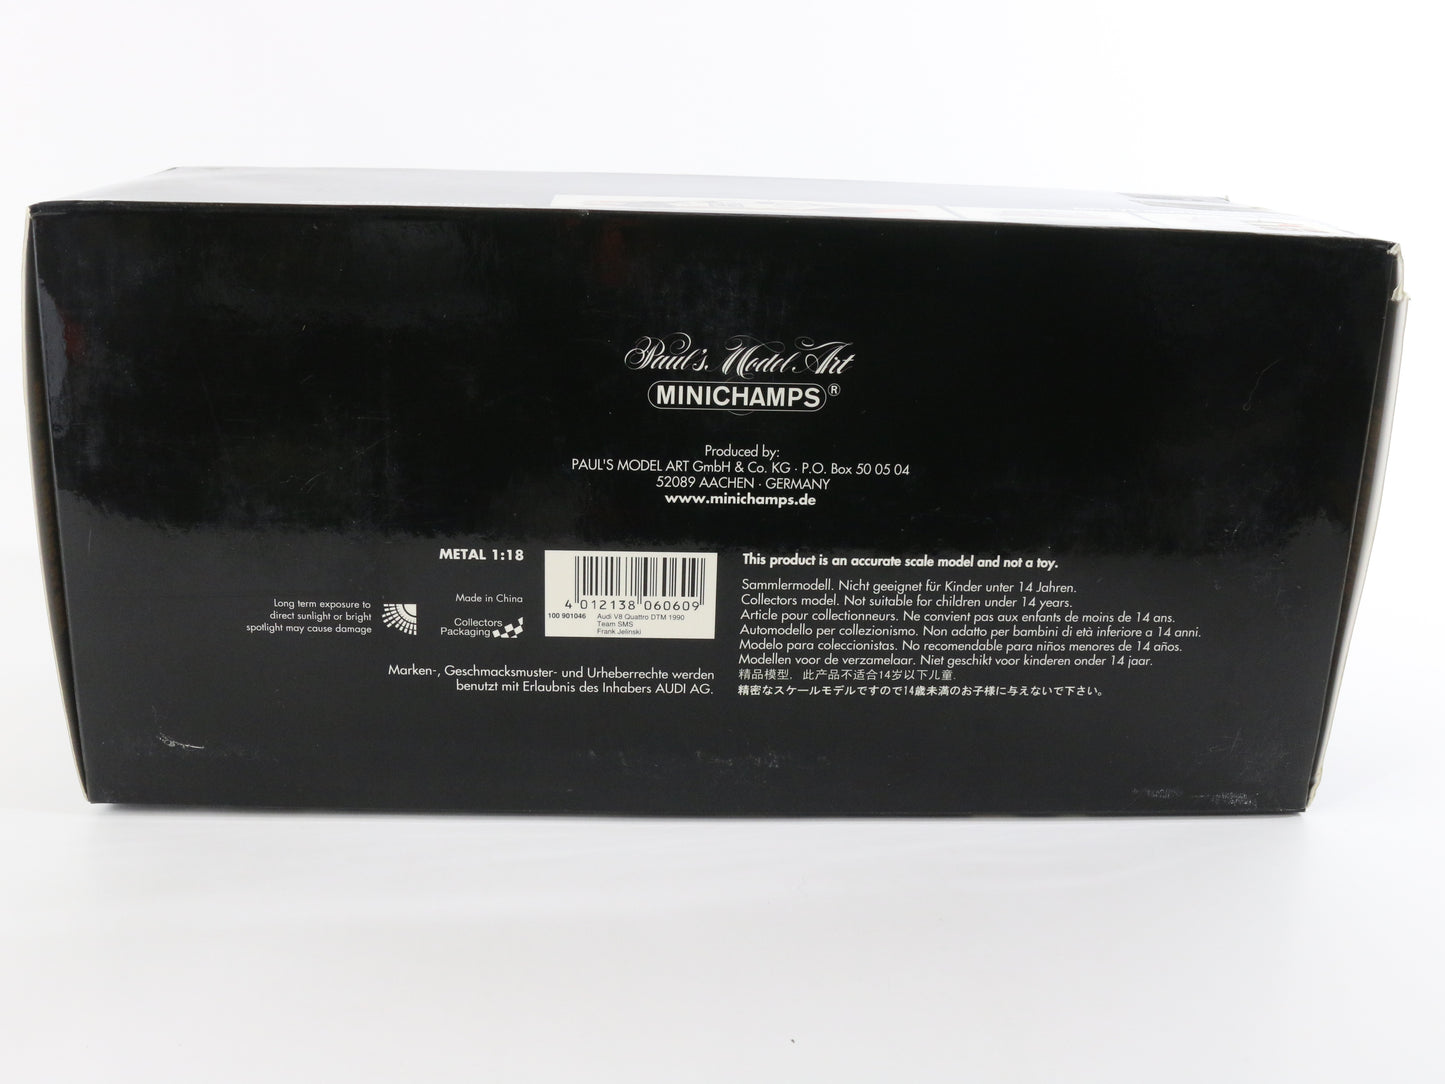 Paul's Model Art
MINICHAMPS®
Produced by:
PAUL'S MODEL ART GmbH & Co. KG · P.O. Box 50 05 04
52089 AACHEN · GERMANY
www.minichamps.de
METAL 1:18
Made in China
Long term exposure to
direct sunlight or bright
spotlight may cause damage
Collectors
Packaging
4 012138 060609
100 901046 Audi V8 Quattro DTM 1990
Team SMS
Frank Jelinski
Marken-, Geschmacksmuster- und Urheberrechte werden
benutzt mit Erlaubnis des Inhabers AUDI AG.
This product is an accurate scale model and not a toy.
Sammlermodell. Nicht geeignet für Kinder unter 14 Jahren.
Collectors model. Not suitable for children under 14 years.
Article pour collectionneurs. Ne convient pas aux enfants de moins de 14 ans.
Automodello per collezionismo. Non adatto per bambini di età inferiore a 14 anni.
Modelo para coleccionistas. No recomendable para niños menores de 14 años.
Modellen voor de verzamelaar. Niet geschikt voor kinderen onder 14 jaar.
精品模型. 此产品不适合14岁以下儿童.
精密なスケールモデルですので14歳未満のお子様に与えないで下さい。